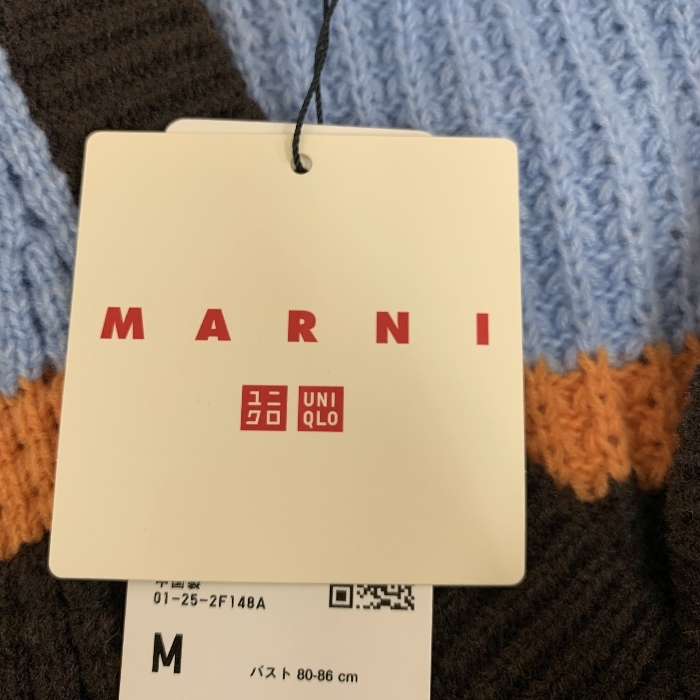 MARNI
ユニ UNI
クロ QLO
中国製
01-25-2F148A
M
バスト 80-86 cm